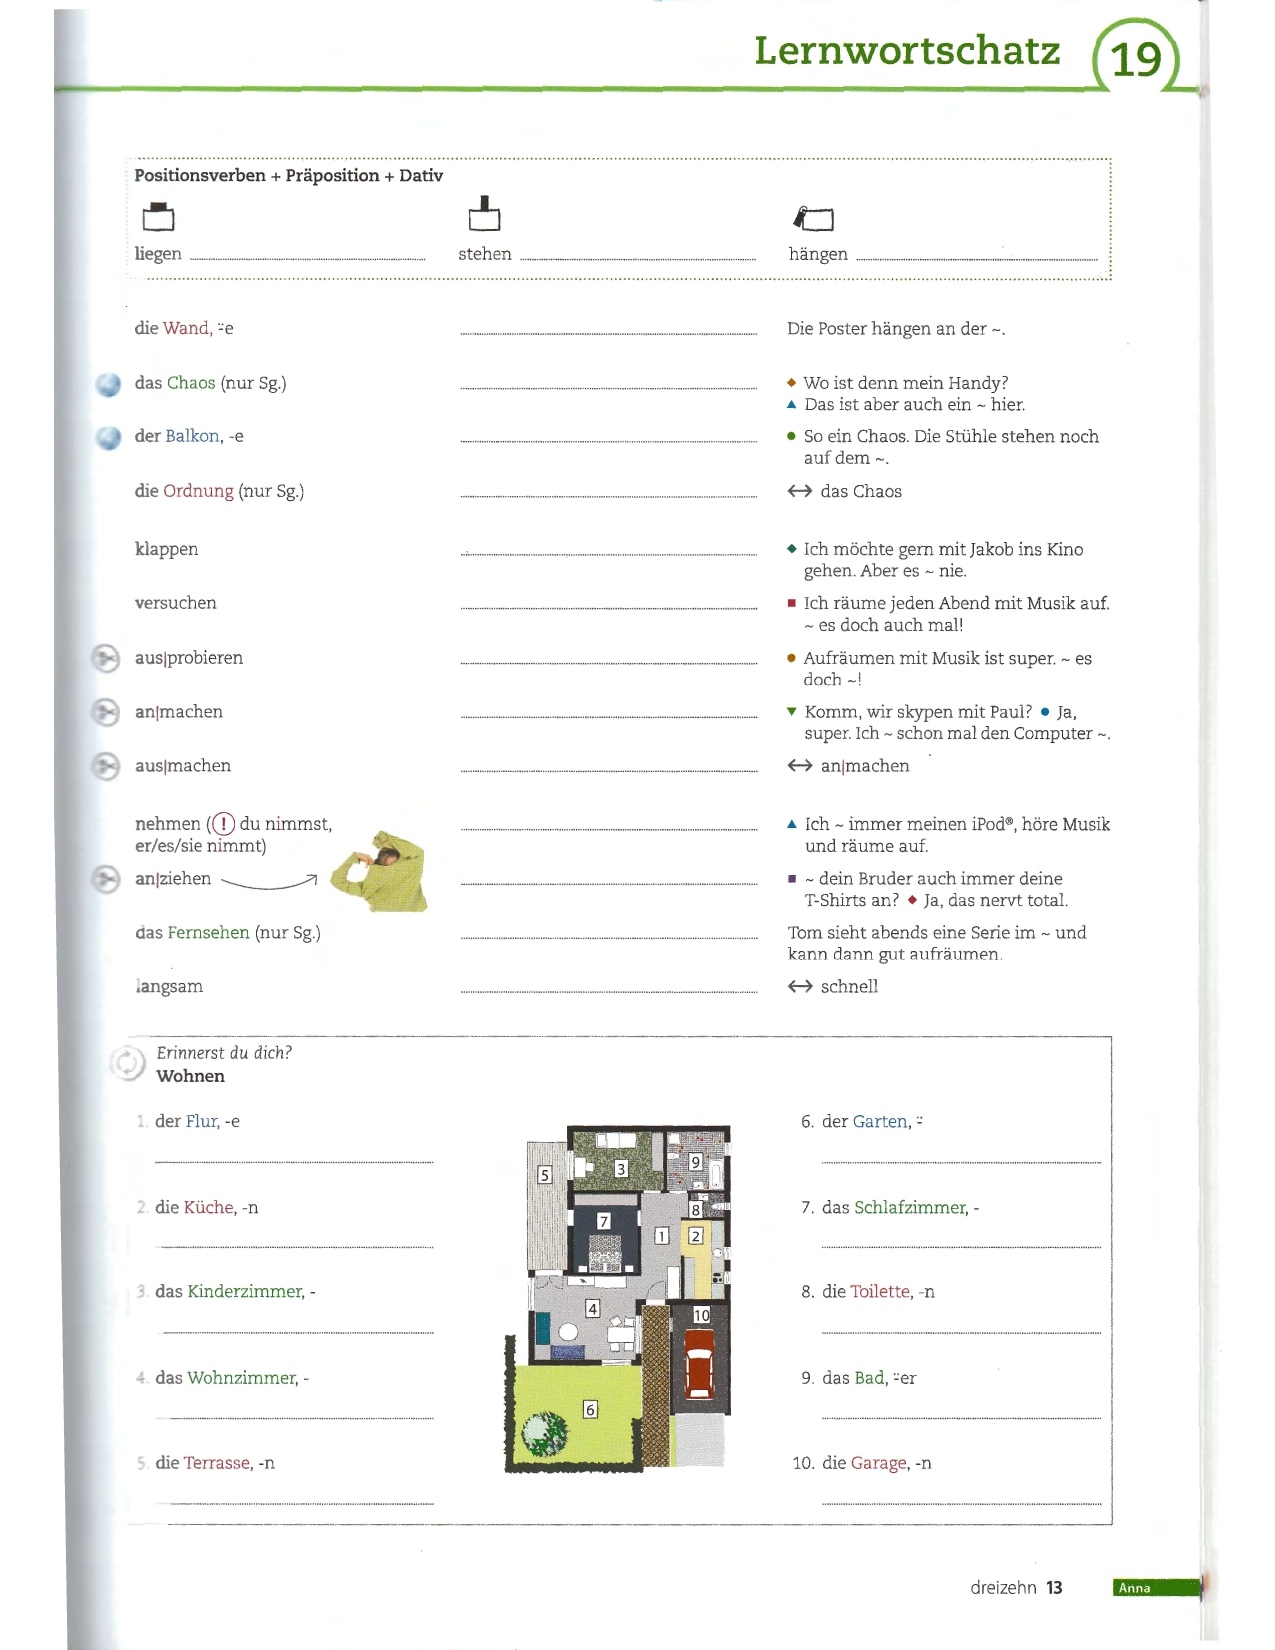 Lernwortschatz 19
Positionsverben + Präposition + Dativ
liegen stehen hängen
die Wand, ⸚e Die Poster hängen an der ~.
das Chaos (nur Sg.) ◆ Wo ist denn mein Handy?
▲ Das ist aber auch ein ~ hier.
der Balkon, -e ● So ein Chaos. Die Stühle stehen noch
auf dem ~.
die Ordnung (nur Sg.) ↔ das Chaos
klappen ◆ Ich möchte gern mit Jakob ins Kino
gehen. Aber es ~ nie.
versuchen ■ Ich räume jeden Abend mit Musik auf.
~ es doch auch mal!
aus|probieren ● Aufräumen mit Musik ist super. ~ es
doch ~!
an|machen ▼ Komm, wir skypen mit Paul? ● Ja,
super. Ich ~ schon mal den Computer ~.
aus|machen ↔ an|machen
nehmen (! du nimmst, ▲ Ich ~ immer meinen iPod®, höre Musik
er/es/sie nimmt) und räume auf.
an|ziehen ■ ~ dein Bruder auch immer deine
T-Shirts an? ◆ Ja, das nervt total.
das Fernsehen (nur Sg.) Tom sieht abends eine Serie im ~ und
kann dann gut aufräumen.
langsam ↔ schnell
Erinnerst du dich?
Wohnen
1. der Flur, -e 6. der Garten, ⸚
2. die Küche, -n 7. das Schlafzimmer, -
3. das Kinderzimmer, - 8. die Toilette, -n
4. das Wohnzimmer, - 9. das Bad, ⸚er
5. die Terrasse, -n 10. die Garage, -n
9
3
5
8
7
1 2
4
10
6
dreizehn 13 Anna